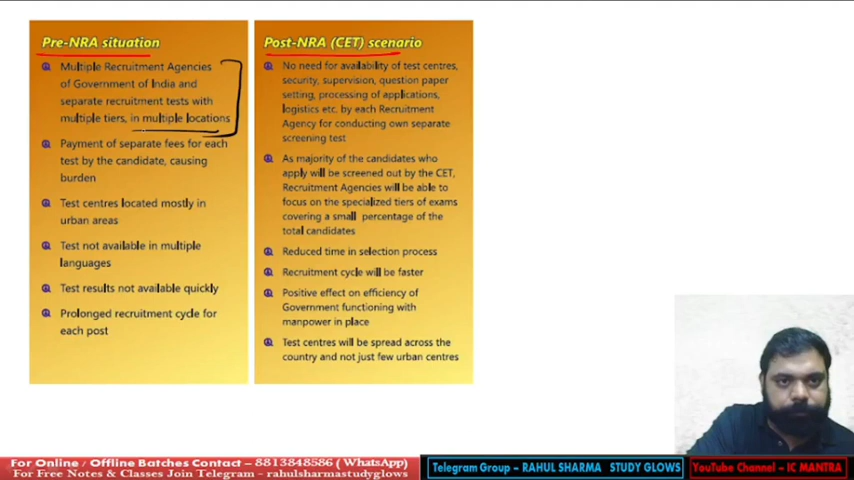 Pre-NRA situation
Multiple Recruitment Agencies
of Government of India and
separate recruitment tests with
multiple tiers, in multiple locations
Payment of separate fees for each
test by the candidate, causing
burden
Test centres located mostly in
urban areas
Test not available in multiple
languages
Test results not available quickly
Prolonged recruitment cycle for
each post
Post-NRA (CET) scenario
No need for availability of test centres,
security, supervision, question paper
setting, processing of applications,
logistics etc. by each Recruitment
Agency for conducting own separate
screening test
As majority of the candidates who
apply will be screened out by the CET,
Recruitment Agencies will be able to
focus on the specialized tiers of exams
covering a small percentage of the
total candidates
Reduced time in selection process
Recruitment cycle will be faster
Positive effect on efficiency of
Government functioning with
manpower in place
Test centres will be spread across the
country and not just few urban centres
For Online / Offline Batches Contact – 8813848586 ( WhatsApp)
For Free Notes & Classes Join Telegram - rahulsharmastudyglows
Telegram Group – RAHUL SHARMA STUDY GLOWS
YouTube Channel – IC MANTRA